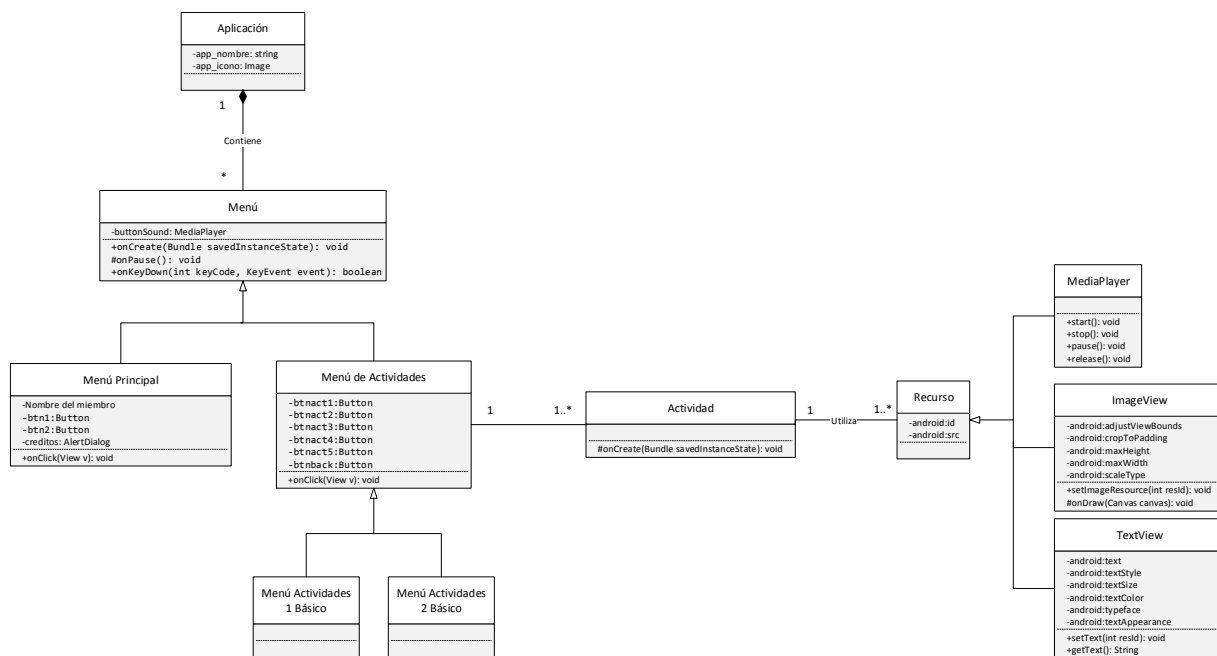 Aplicación
-app_nombre: string
-app_icono: Image
1
Contiene
*
Menú
-buttonSound: MediaPlayer
+onCreate(Bundle savedInstanceState): void
#onPause(): void
+onKeyDown(int keyCode, KeyEvent event): boolean
Menú Principal
-Nombre del miembro
-btn1:Button
-btn2:Button
-creditos: AlertDialog
+onClick(View v): void
Menú de Actividades
-btnact1:Button
-btnact2:Button
-btnact3:Button
-btnact4:Button
-btnact5:Button
-btnback:Button
+onClick(View v): void
1
1..*
Actividad
#onCreate(Bundle savedInstanceState): void
1
Utiliza
1..*
Recurso
-android:id
-android:src
MediaPlayer
+start(): void
+stop(): void
+pause(): void
+release(): void
ImageView
-android:adjustViewBounds
-android:cropToPadding
-android:maxHeight
-android:maxWidth
-android:scaleType
+setImageResource(int resId): void
#onDraw(Canvas canvas): void
TextView
-android:text
-android:textStyle
-android:textSize
-android:textColor
-android:typeface
-android:textAppearance
+setText(int resId): void
+getText(): String
Menú Actividades
1 Básico
Menú Actividades
2 Básico